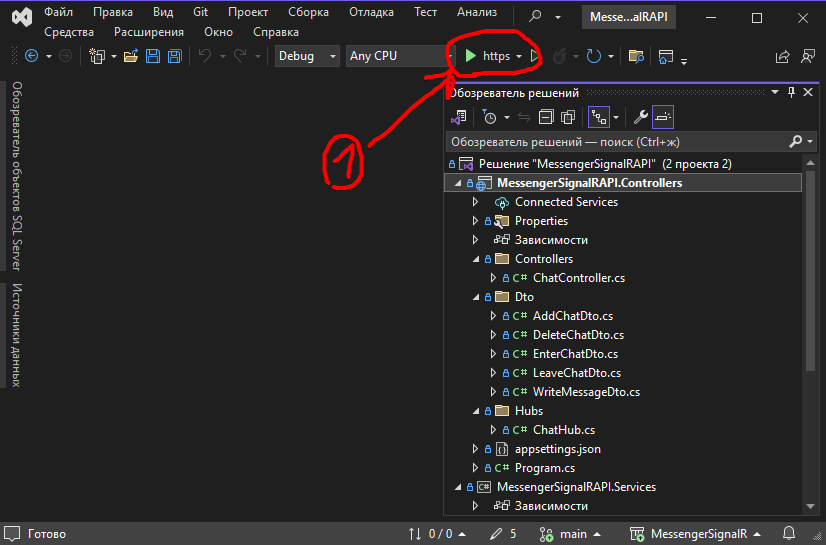 Файл Правка Вид Git Проект Сборка Отладка Тест Анализ
Messe...alRAPI
Средства Расширения Окно Справка
Debug Any CPU https
1
Обозреватель объектов SQL Server
Источники данных
Обозреватель решений
Обозреватель решений — поиск (Ctrl+ж)
Решение "MessengerSignalRAPI" (2 проекта 2)
MessengerSignalRAPI.Controllers
Connected Services
Properties
Зависимости
Controllers
C# ChatController.cs
Dto
C# AddChatDto.cs
C# DeleteChatDto.cs
C# EnterChatDto.cs
C# LeaveChatDto.cs
C# WriteMessageDto.cs
Hubs
C# ChatHub.cs
appsettings.json
C# Program.cs
C# MessengerSignalRAPI.Services
Зависимости
Готово 0 / 0 5 main MessengerSignalR